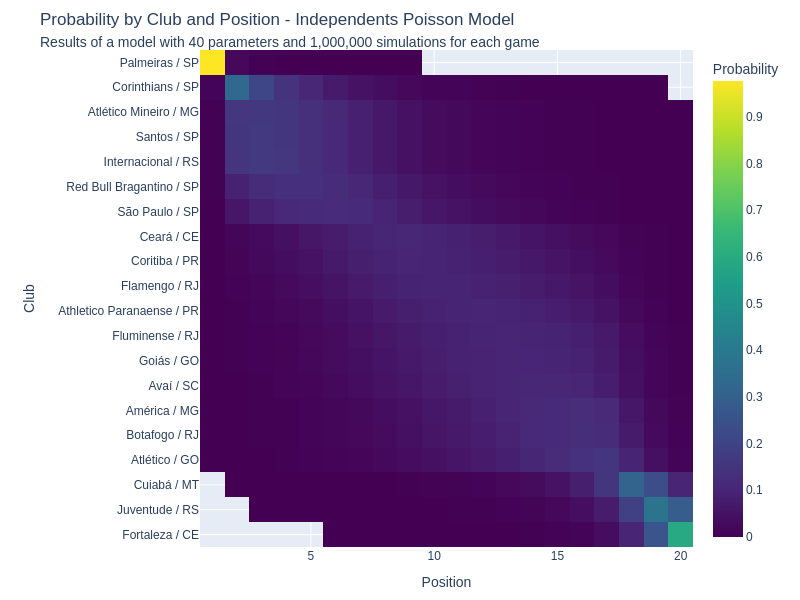 Probability by Club and Position - Independents Poisson Model
Results of a model with 40 parameters and 1,000,000 simulations for each game
Probability
Palmeiras / SP
Corinthians / SP
Atlético Mineiro / MG
Santos / SP
Internacional / RS
Red Bull Bragantino / SP
São Paulo / SP
Ceará / CE
Coritiba / PR
Flamengo / RJ
Athletico Paranaense / PR
Fluminense / RJ
Goiás / GO
Avaí / SC
América / MG
Botafogo / RJ
Atlético / GO
Cuiabá / MT
Juventude / RS
Fortaleza / CE
Club
5
10
15
20
Position
0.9
0.8
0.7
0.6
0.5
0.4
0.3
0.2
0.1
0